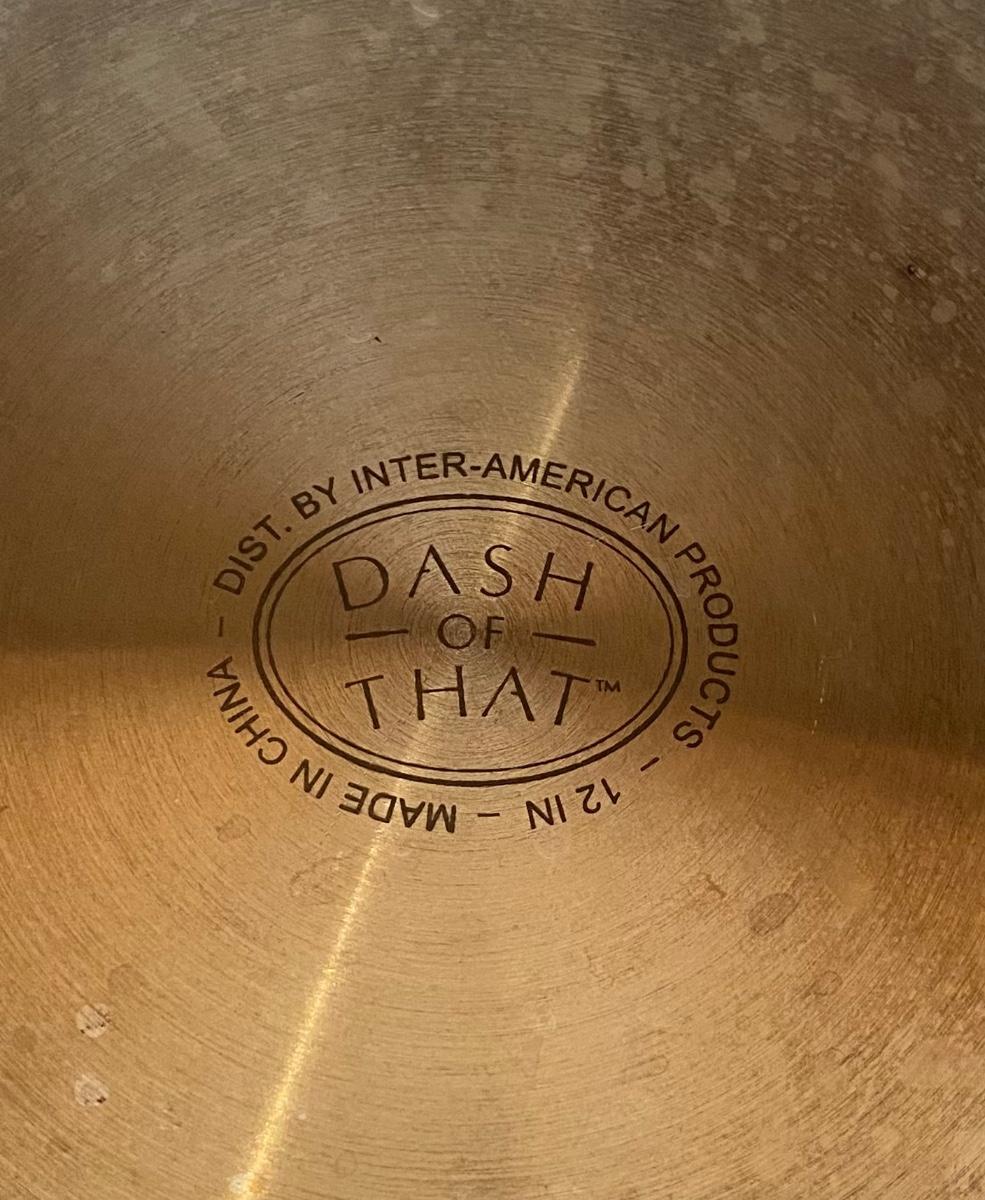 DASH
OF
THAT™
DIST. BY INTER-AMERICAN PRODUCTS – 12 IN – MADE IN CHINA –